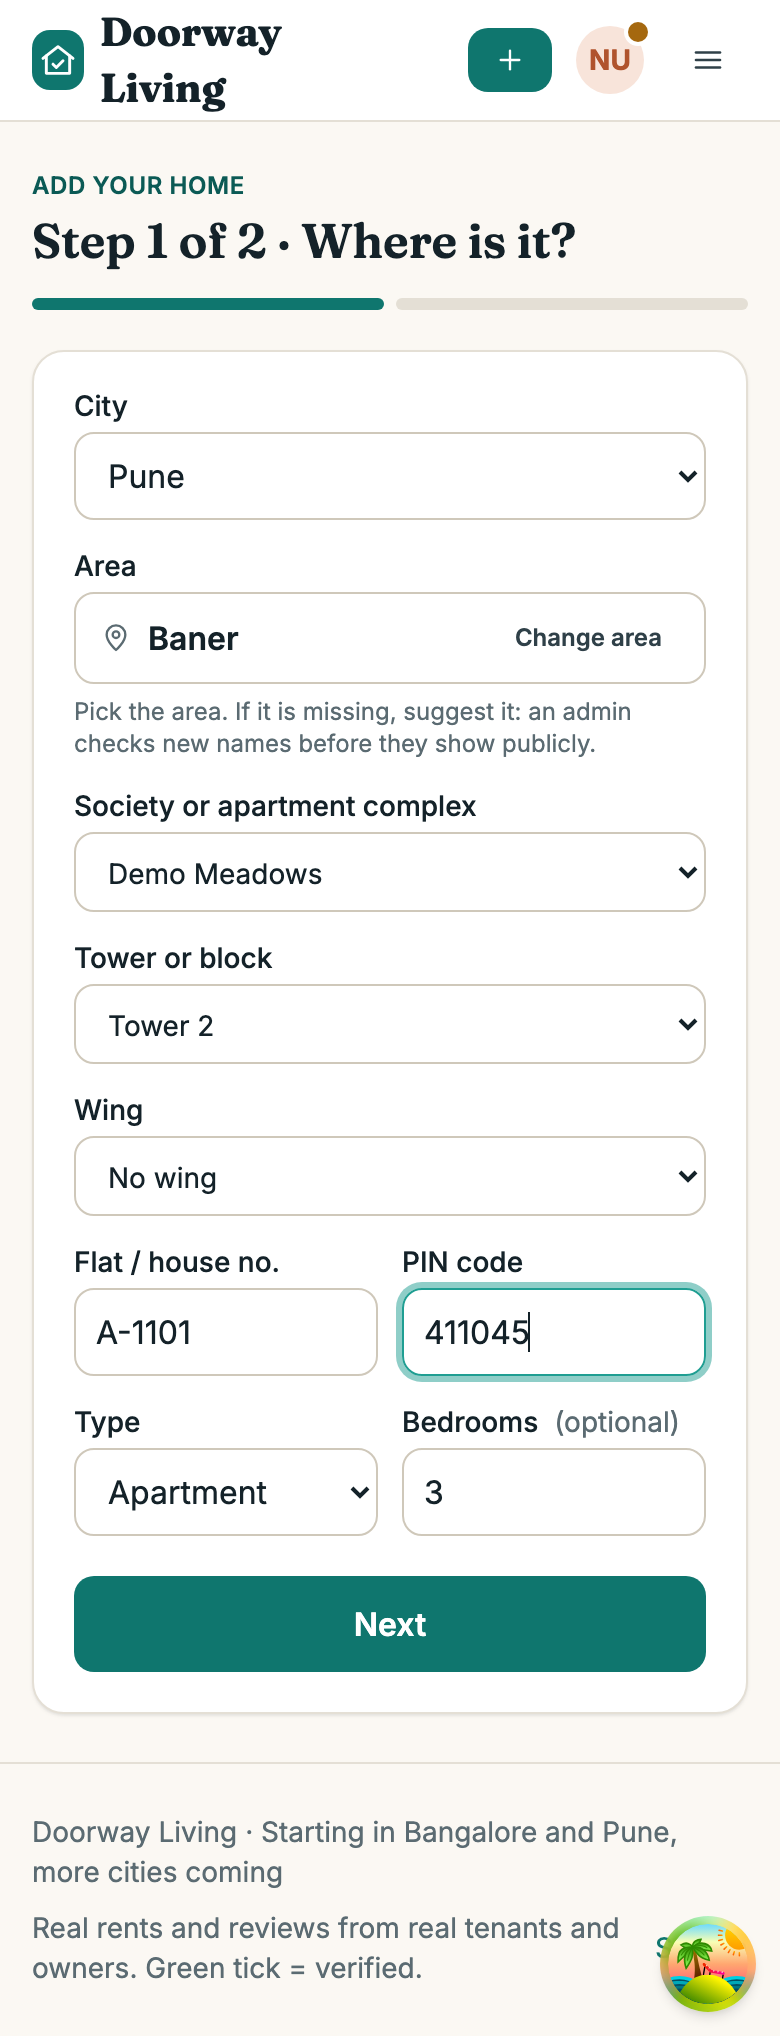 Doorway
Living
NU
ADD YOUR HOME
Step 1 of 2 · Where is it?
City
Pune
Area
Baner
Change area
Pick the area. If it is missing, suggest it: an admin
checks new names before they show publicly.
Society or apartment complex
Demo Meadows
Tower or block
Tower 2
Wing
No wing
Flat / house no.
PIN code
A-1101
411045
Type
Bedrooms (optional)
Apartment
3
Next
Doorway Living · Starting in Bangalore and Pune,
more cities coming
Real rents and reviews from real tenants and
owners. Green tick = verified.